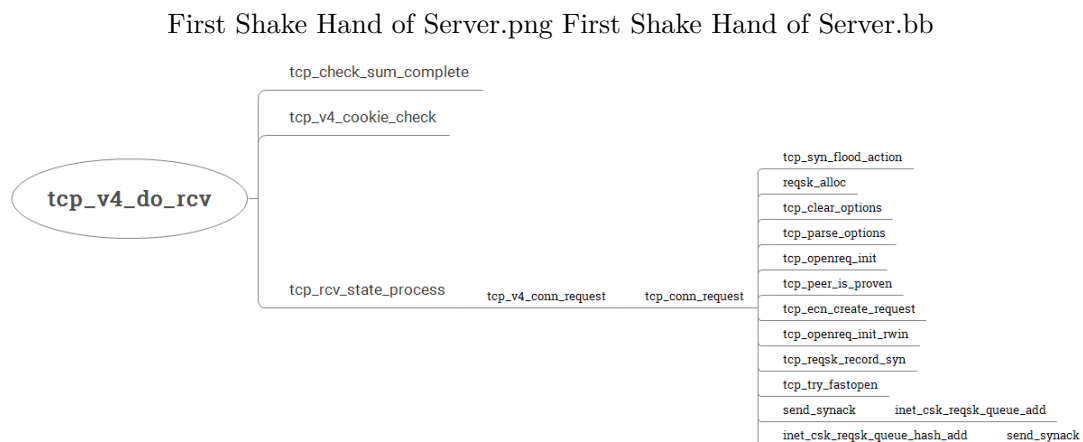 First Shake Hand of Server.png First Shake Hand of Server.bb
tcp_check_sum_complete
tcp_v4_cookie_check
tcp_v4_do_rcv
tcp_rcv_state_process
tcp_v4_conn_request
tcp_conn_request
tcp_syn_flood_action
reqsk_alloc
tcp_clear_options
tcp_parse_options
tcp_openreq_init
tcp_peer_is_proven
tcp_ecn_create_request
tcp_openreq_init_rwin
tcp_reqsk_record_syn
tcp_try_fastopen
send_synack inet_csk_reqsk_queue_add
inet_csk_reqsk_queue_hash_add send_synack